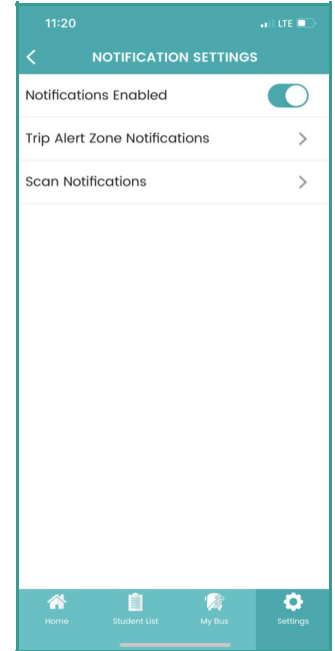 11:20
LTE
NOTIFICATION SETTINGS
Notifications Enabled
Trip Alert Zone Notifications
Scan Notifications
Home Student List My Bus Settings